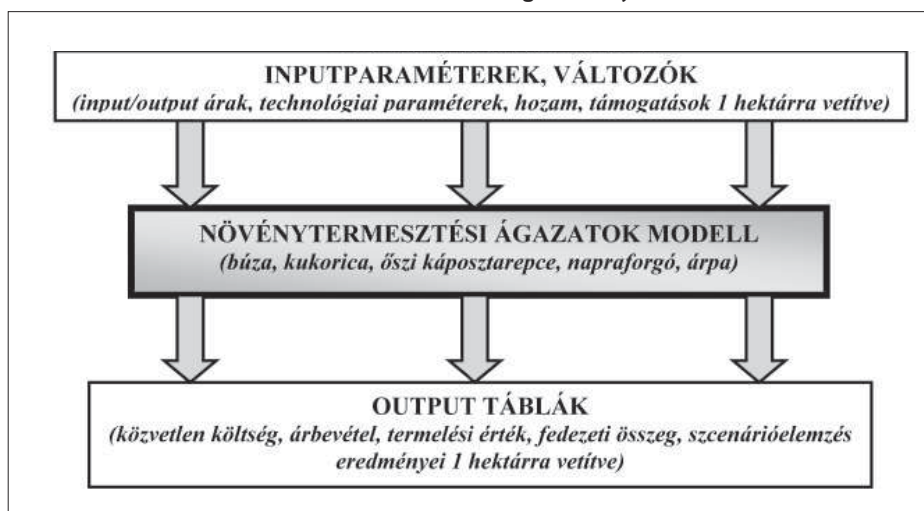 INPUTPARAMÉTEREK, VÁLTOZÓK
(input/output árak, technológiai paraméterek, hozam, támogatások 1 hektárra vetítve)
NÖVÉNYTERMESZTÉSI ÁGAZATOK MODELL
(búza, kukorica, őszi káposztarepce, napraforgó, árpa)
OUTPUT TÁBLÁK
(közvetlen költség, árbevétel, termelési érték, fedezeti összeg, szcenárióelemzés
eredményei 1 hektárra vetítve)